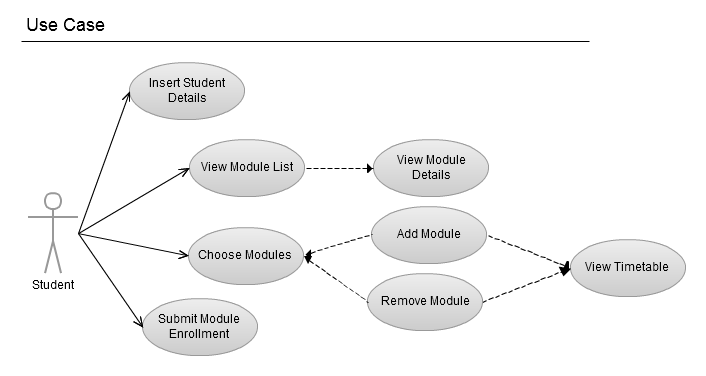 Use Case
Insert Student
Details
View Module List
View Module
Details
Choose Modules
Add Module
View Timetable
Remove Module
Student
Submit Module
Enrollment